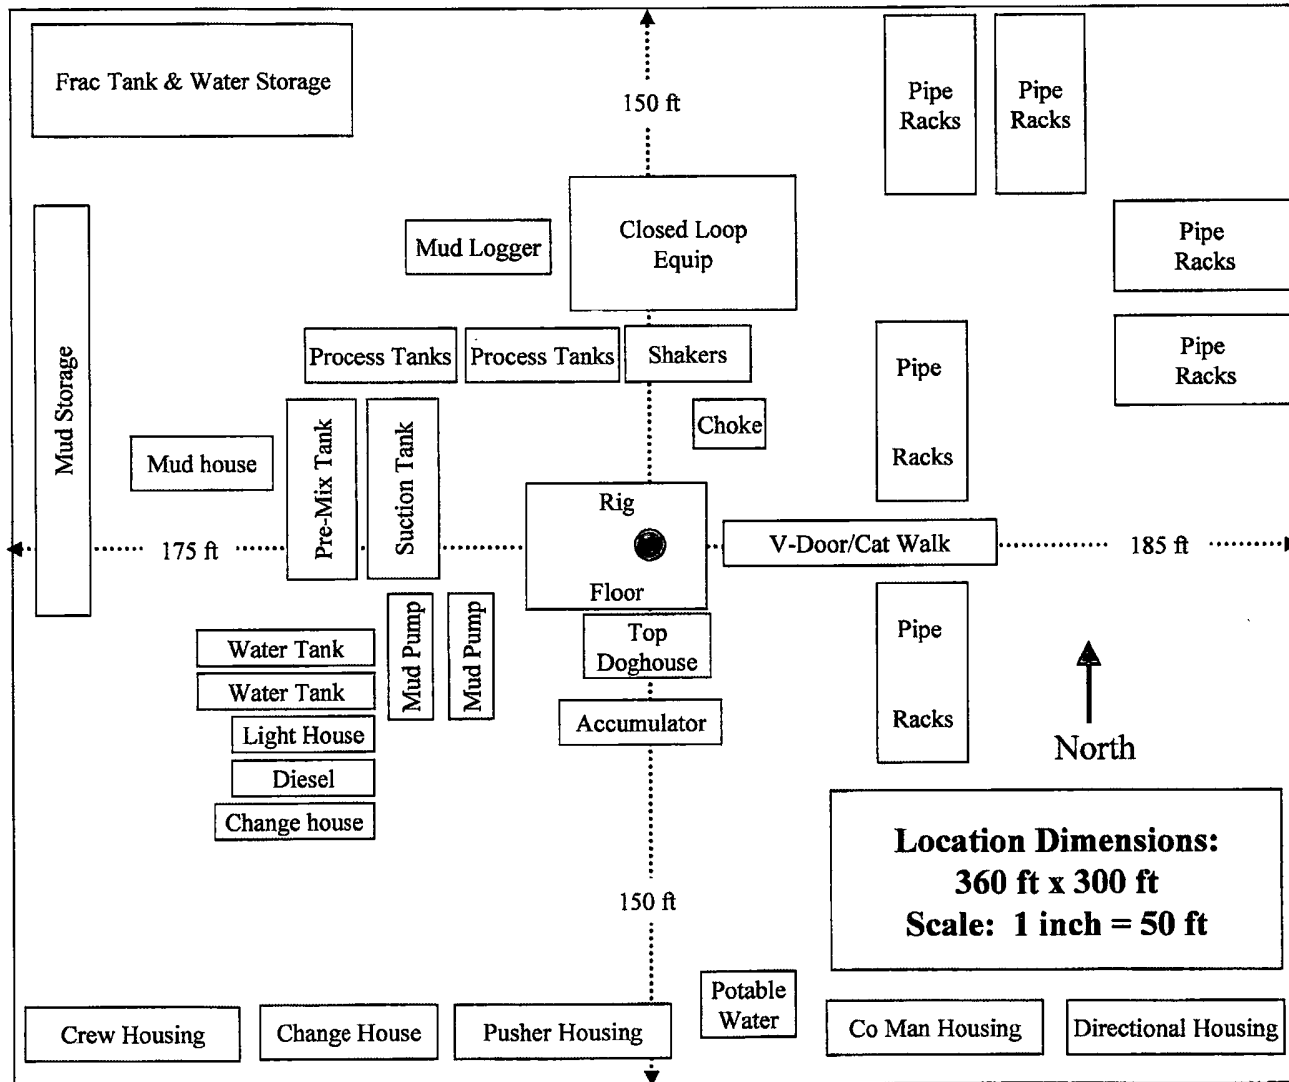 Frac Tank & Water Storage
150 ft
Pipe
Racks
Pipe
Racks
Mud Logger
Closed Loop
Equip
Pipe
Racks
Process Tanks
Process Tanks
Shakers
Pipe
Racks
Pipe
Racks
Mud Storage
Mud house
Pre-Mix Tank
Suction Tank
Choke
Rig
Floor
175 ft
V-Door/Cat Walk
185 ft
Water Tank
Water Tank
Light House
Diesel
Change house
Mud Pump
Mud Pump
Top
Doghouse
Accumulator
Pipe
Racks
North
150 ft
Location Dimensions:
360 ft x 300 ft
Scale: 1 inch = 50 ft
Crew Housing
Change House
Pusher Housing
Potable
Water
Co Man Housing
Directional Housing